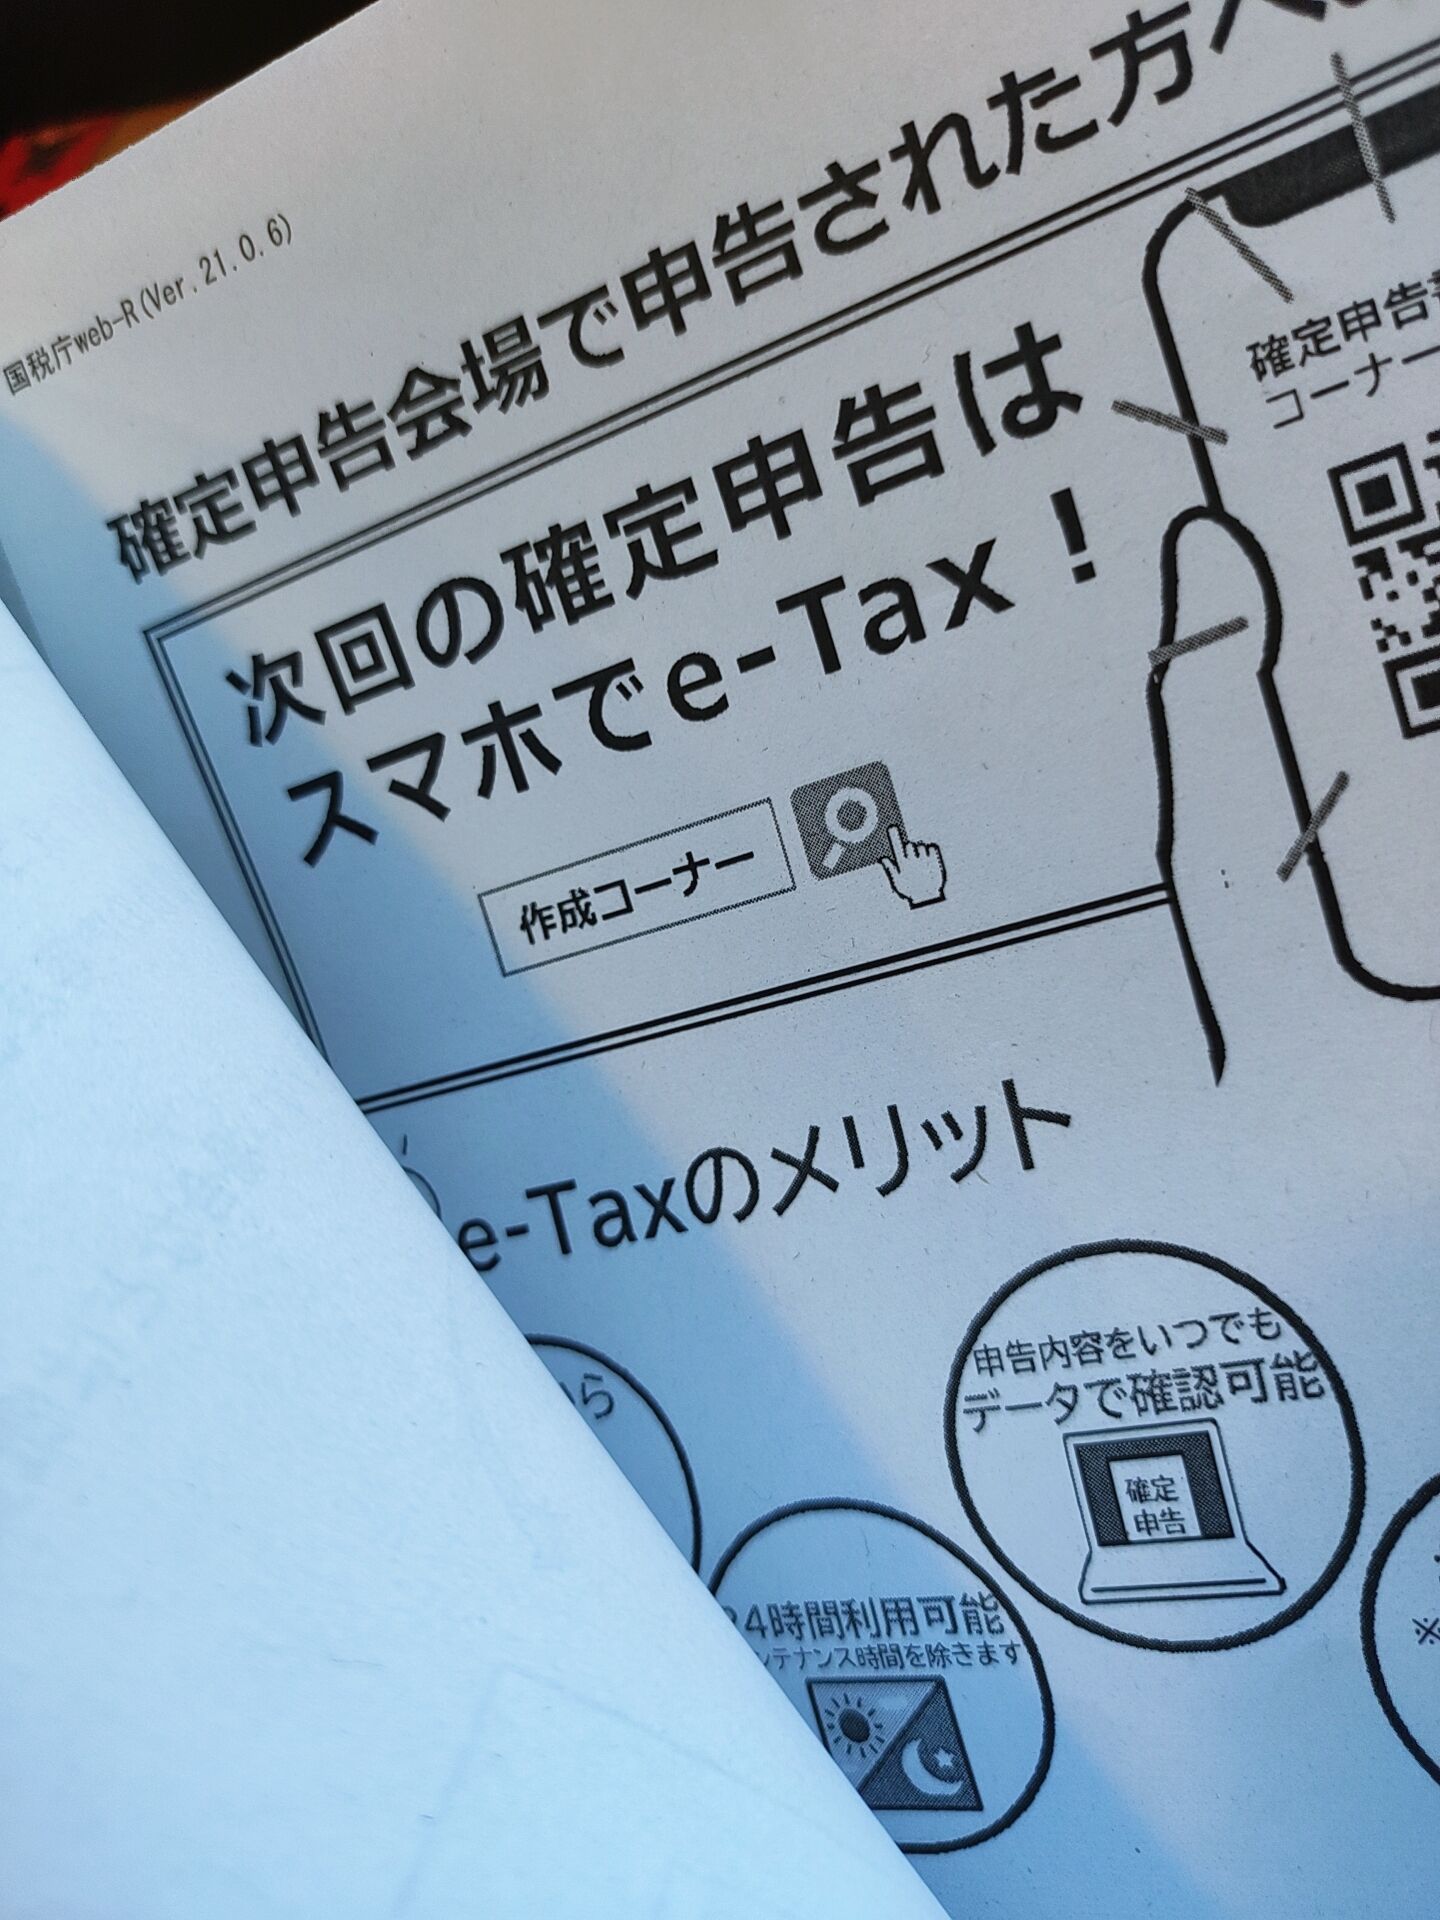 国税庁web-R(Ver.21.0.6)
確定申告会場で申告された方へ
次回の確定申告は
スマホでe-Tax！
作成コーナー
確定申告
コーナー
e-Taxのメリット
ら
申告内容をいつでも
データで確認可能
確定
申告
24時間利用可能
ンテナンス時間を除きます
※